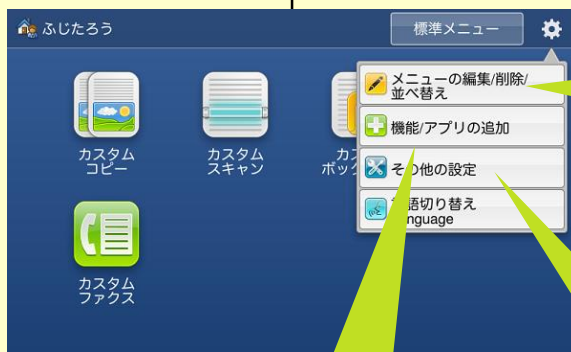 ふじたろう
標準メニュー
メニューの編集/削除/
並べ替え
機能/アプリの追加
その他の設定
語切り替え
nguage
カスタム
コピー
カスタム
スキャン
カス
ボック
カスタム
ファクス